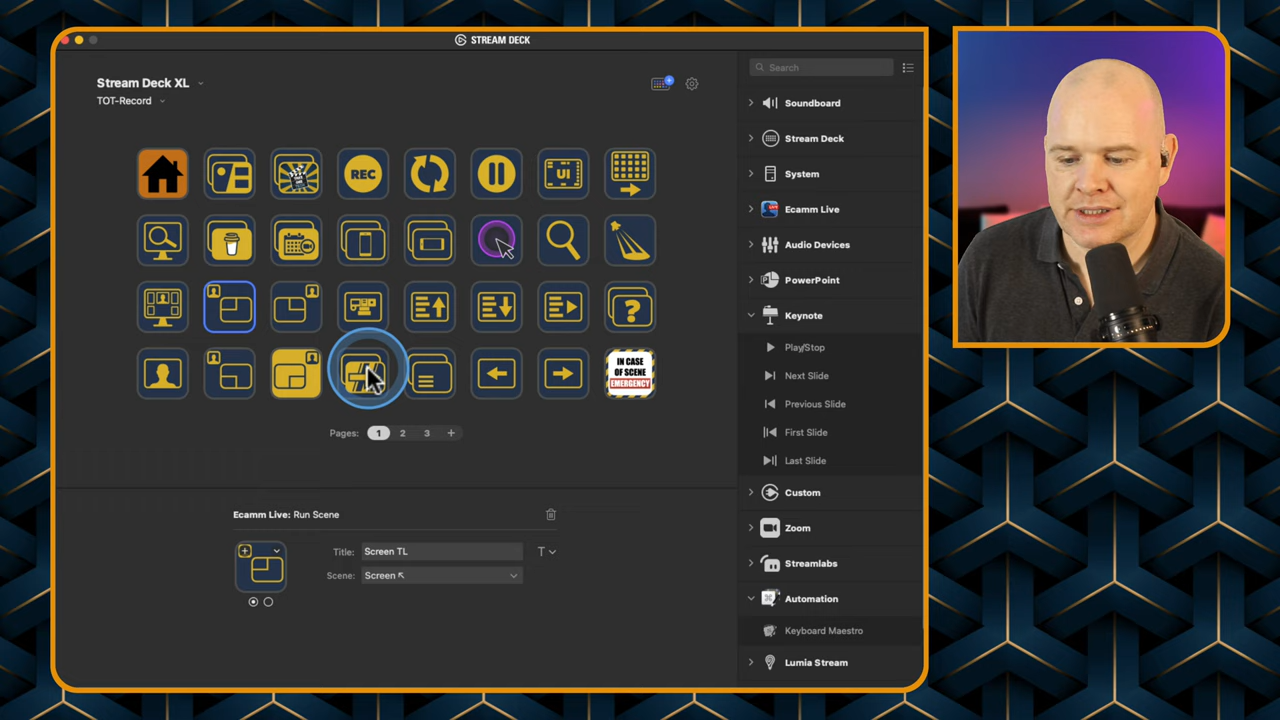 STREAM DECK
Stream Deck XL
TOT-Record
Search
Soundboard
Stream Deck
System
Ecamm Live
Audio Devices
PowerPoint
Keynote
Play/Stop
Next Slide
Previous Slide
First Slide
Last Slide
Custom
Zoom
Streamlabs
Automation
Keyboard Maestro
Lumia Stream
REC
UI
?
IN CASE
OF SCENE
EMERGENCY
Pages: 1 2 3 +
Ecamm Live: Run Scene
Title: Screen TL T
Scene: Screen ↖